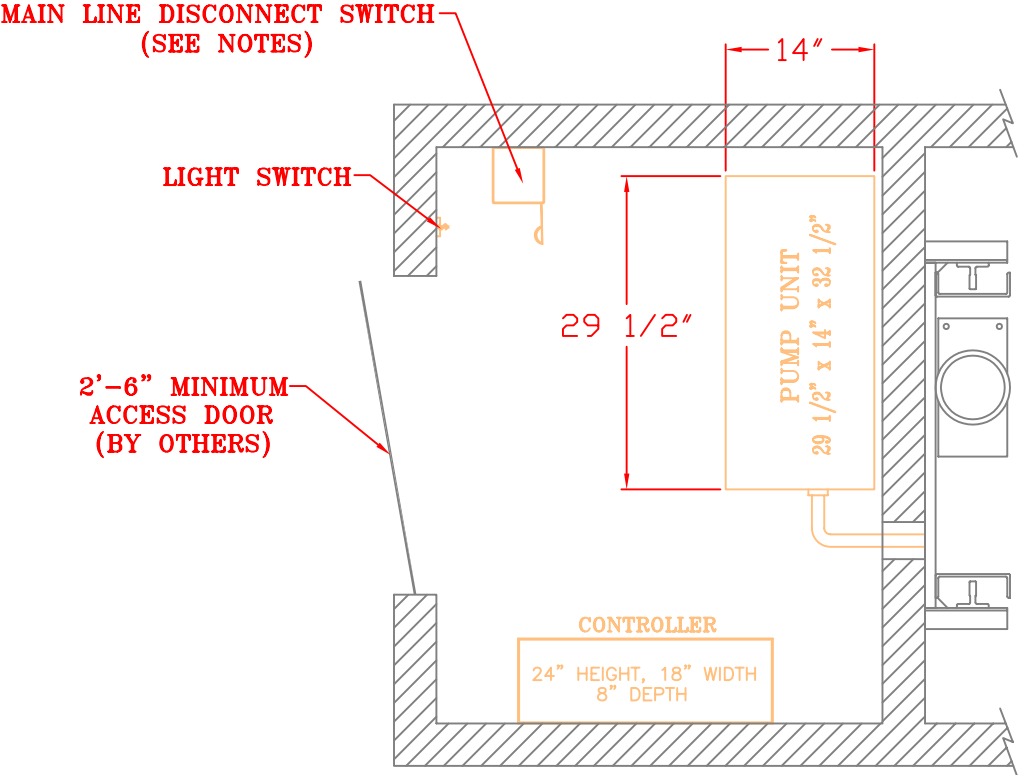 MAIN LINE DISCONNECT SWITCH
(SEE NOTES)
14"
LIGHT SWITCH
29 1/2"
PUMP UNIT
29 1/2" x 14" x 32 1/2"
2'-6" MINIMUM
ACCESS DOOR
(BY OTHERS)
CONTROLLER
24" HEIGHT, 18" WIDTH
8" DEPTH